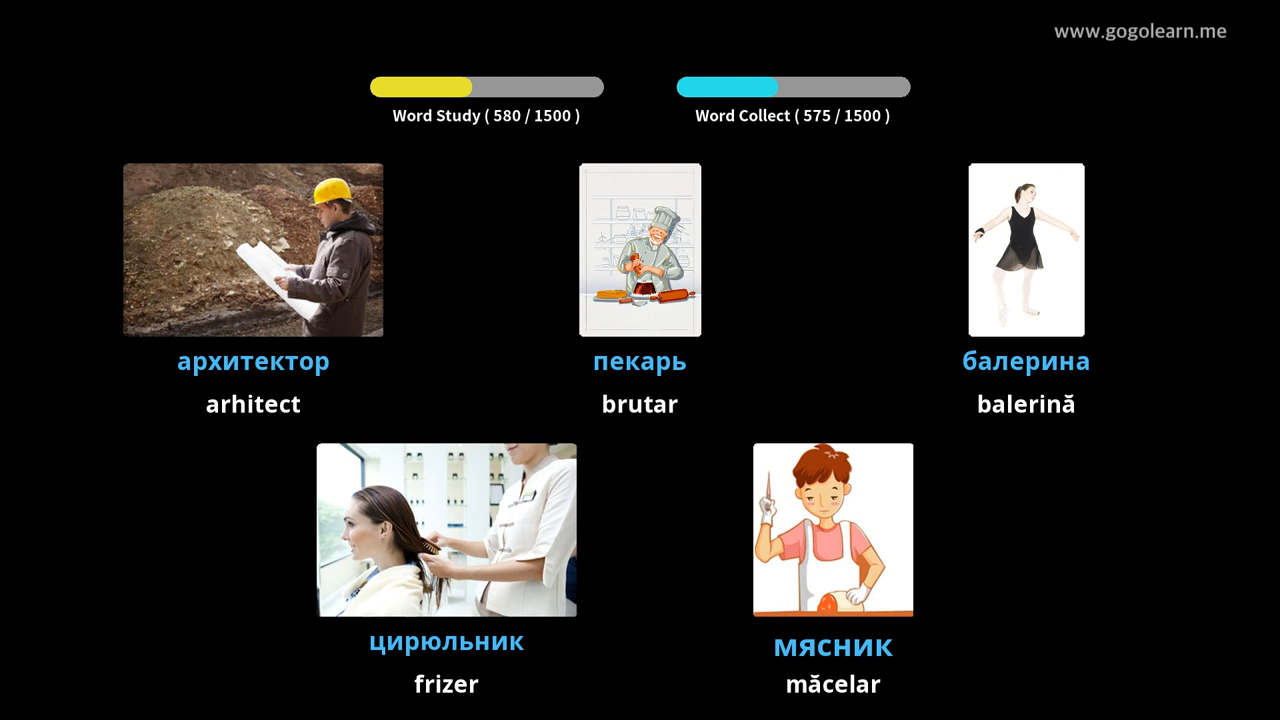 www.gogolearn.me
Word Study ( 580 / 1500 )
Word Collect ( 575 / 1500 )
архитектор
arhitect
пекарь
brutar
балерина
balerină
цирюльник
frizer
мясник
măcelar